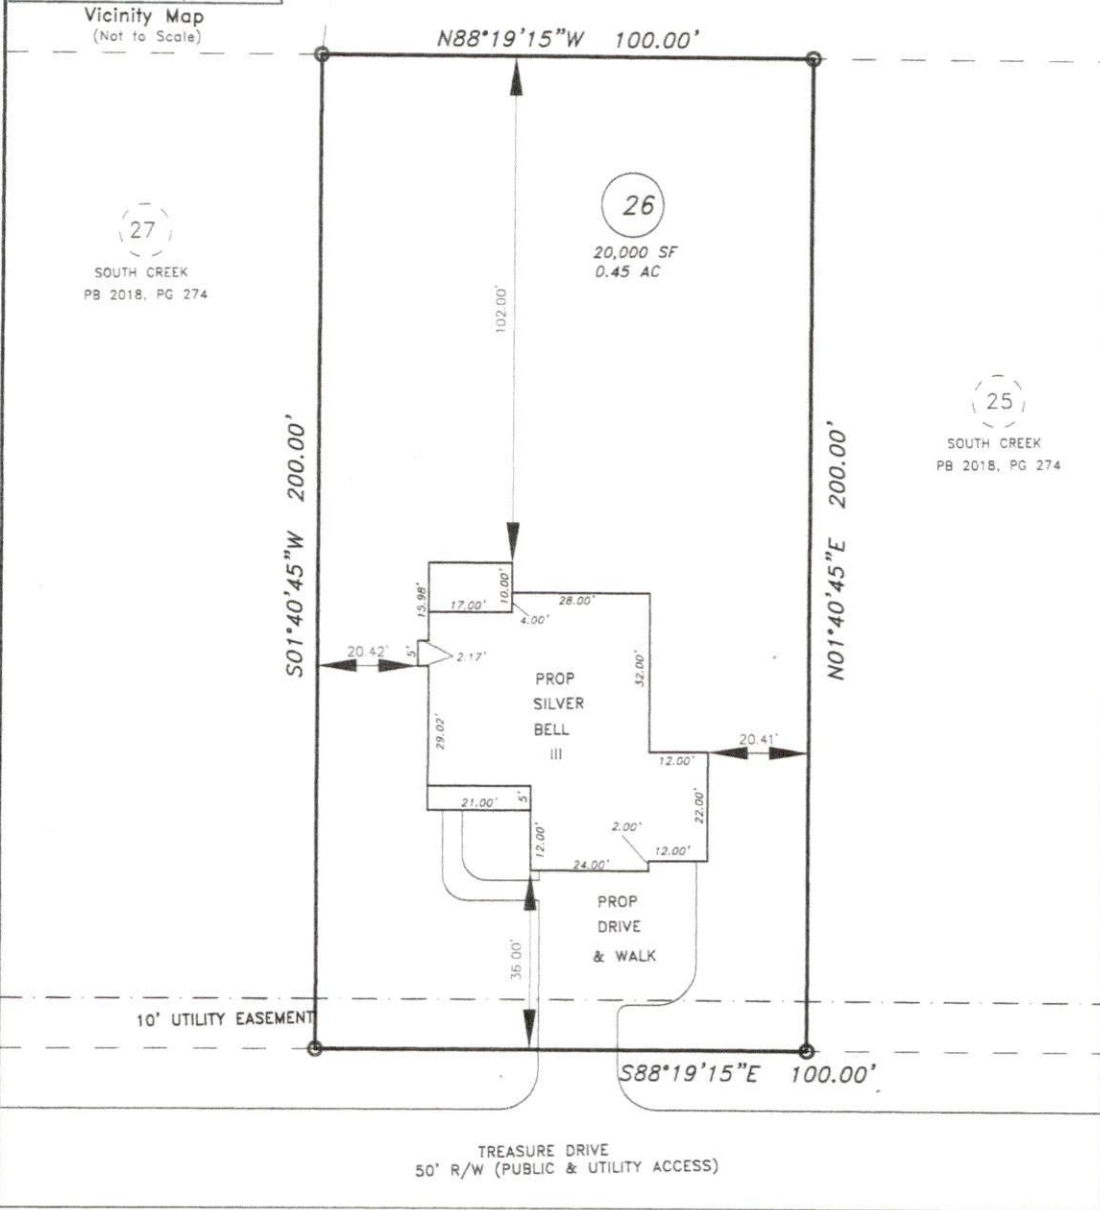 Vicinity Map
(Not to Scale)
N88°19'15"W 100.00'
26
20,000 SF
0.45 AC
27
SOUTH CREEK
PB 2018, PG 274
102.00'
25
SOUTH CREEK
PB 2018, PG 274
S01°40'45"W 200.00'
N01°40'45"E 200.00'
15.98'
17.00'
10.00'
4.00'
28.00'
20.42'
5'
2.17'
32.00'
PROP
SILVER
BELL
III
29.02'
20.41'
12.00'
21.00'
5'
22.00'
12.00'
2.00'
12.00'
24.00'
PROP
DRIVE
& WALK
36.00'
10' UTILITY EASEMENT
S88°19'15"E 100.00'
TREASURE DRIVE
50' R/W (PUBLIC & UTILITY ACCESS)